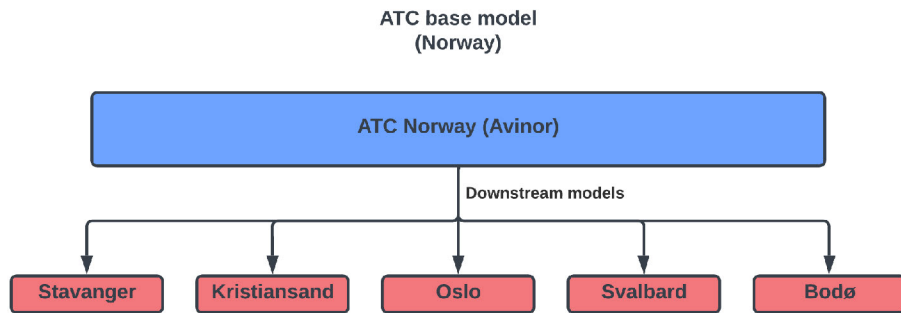 ATC base model
(Norway)
ATC Norway (Avinor)
Downstream models
Stavanger
Kristiansand
Oslo
Svalbard
Bodø